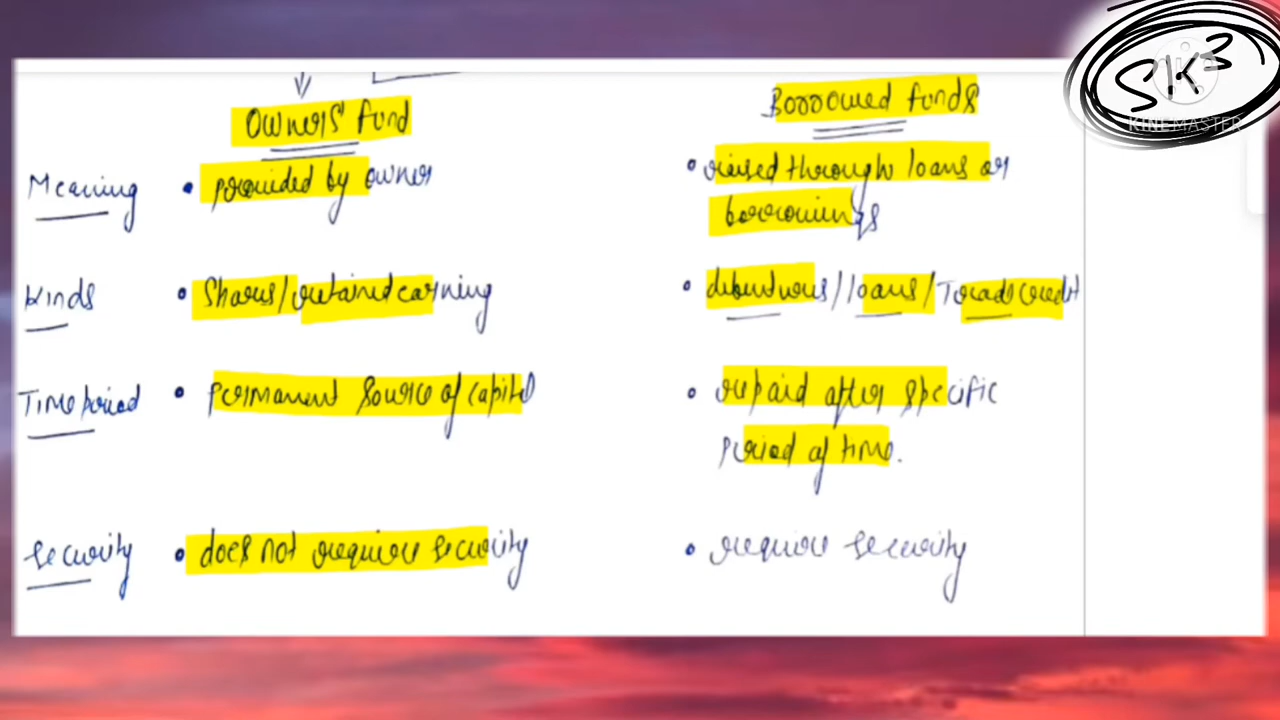 SK3
KINEMASTER
Owners' fund
Borrowed funds
Meaning • provided by owner • raised through loans or
borrowings
Kinds • Shares/retained earning • debentures/loans/Trade credit
Time period • permanent source of capital • repaid after specific
period of time.
Security • does not require security • require security